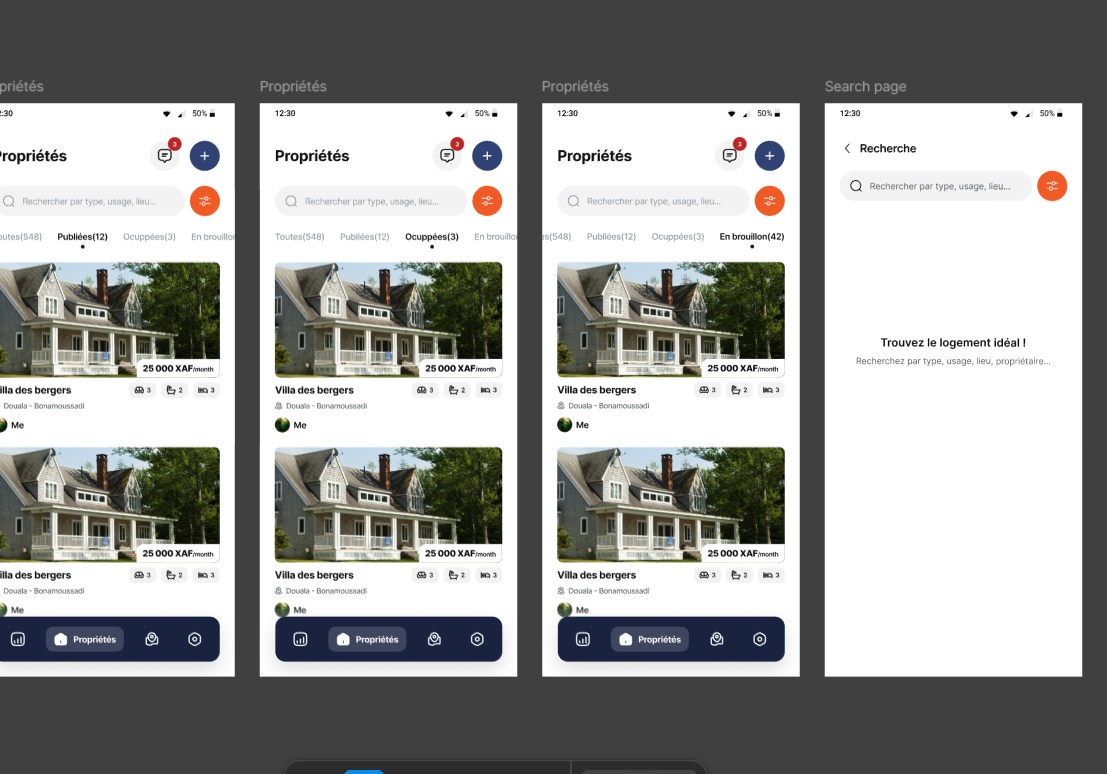 priétés
Propriétés
Propriétés
Search page
2:30
50%
Propriétés
3
+
Rechercher par type, usage, lieu...
outes(548) Publiées(12) Ocuppées(3) En brouillon
25 000 XAF/month
illa des bergers
3 2 3
Douala - Bonamoussadi
Me
25 000 XAF/month
illa des bergers
3 2 3
Douala - Bonamoussadi
Me
Propriétés
12:30
50%
Propriétés
3
+
Rechercher par type, usage, lieu...
Toutes(548) Publiées(12) Ocuppées(3) En brouillon
25 000 XAF/month
Villa des bergers
3 2 3
Douala - Bonamoussadi
Me
25 000 XAF/month
Villa des bergers
3 2 3
Douala - Bonamoussadi
Me
Propriétés
12:30
50%
Propriétés
3
+
Rechercher par type, usage, lieu...
es(548) Publiées(12) Ocuppées(3) En brouillon(42)
25 000 XAF/month
Villa des bergers
3 2 3
Douala - Bonamoussadi
Me
25 000 XAF/month
Villa des bergers
3 2 3
Douala - Bonamoussadi
Me
Propriétés
12:30
50%
Recherche
Rechercher par type, usage, lieu...
Trouvez le logement idéal !
Recherchez par type, usage, lieu, propriétaire...